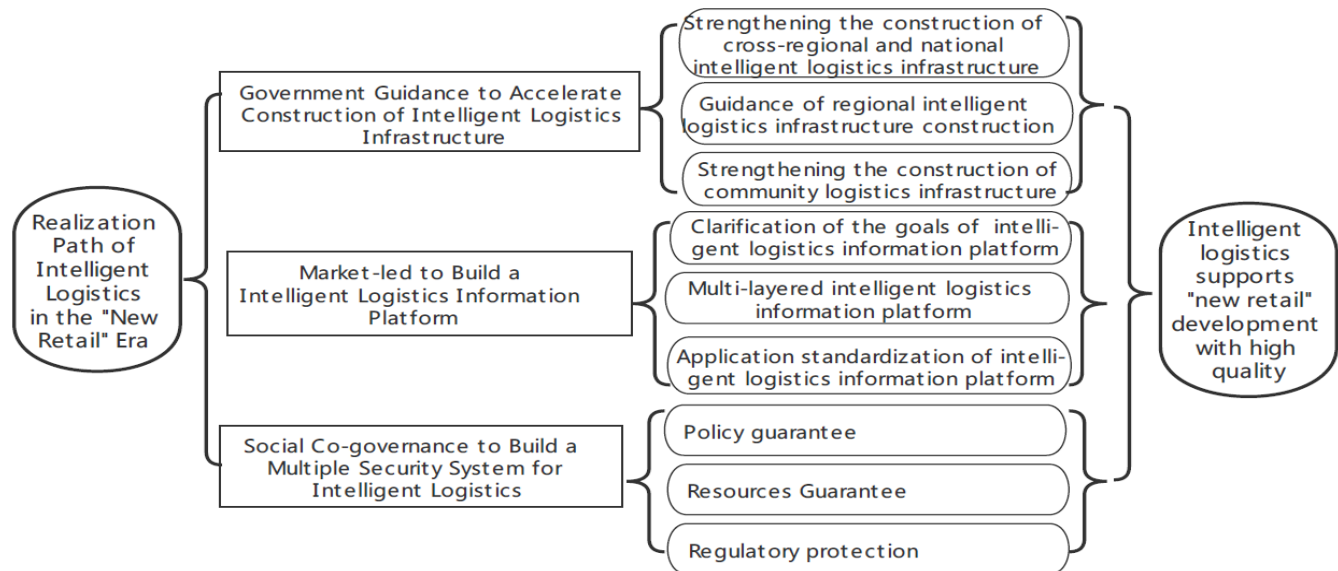 Realization
Path of
Intelligent
Logistics
in the "New
Retail" Era
Government Guidance to Accelerate
Construction of Intelligent Logistics
Infrastructure
Market-led to Build a
Intelligent Logistics Information
Platform
Social Co-governance to Build a
Multiple Security System for
Intelligent Logistics
Strengthening the construction of
cross-regional and national
intelligent logistics infrastructure
Guidance of regional intelligent
logistics infrastructure construction
Strengthening the construction of
community logistics infrastructure
Clarification of the goals of intelli-
gent logistics information platform
Multi-layered intelligent logistics
information platform
Application standardization of intelli-
gent logistics information platform
Policy guarantee
Resources Guarantee
Regulatory protection
Intelligent
logistics
supports
"new retail"
development
with high
quality